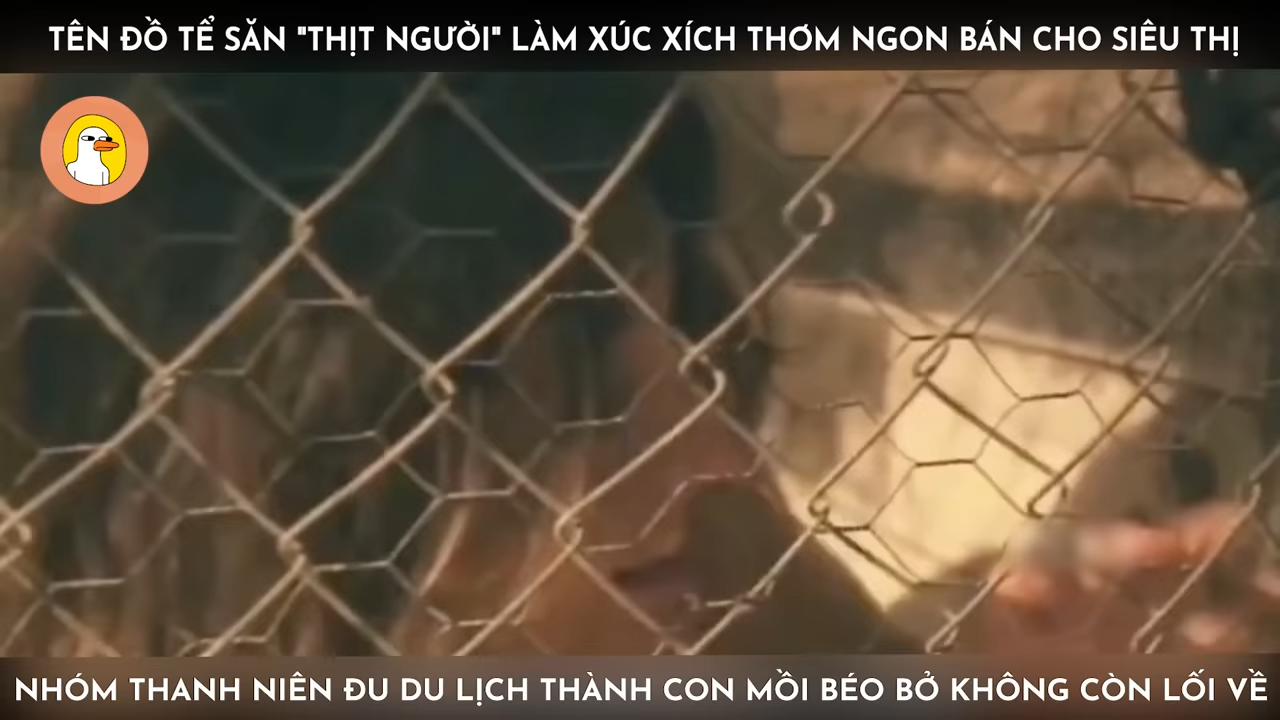 TÊN ĐỒ TỂ SĂN "THỊT NGƯỜI" LÀM XÚC XÍCH THƠM NGON BÁN CHO SIÊU THỊ
NHÓM THANH NIÊN ĐU DU LỊCH THÀNH CON MỒI BÉO BỞ KHÔNG CÒN LỐI VỀ